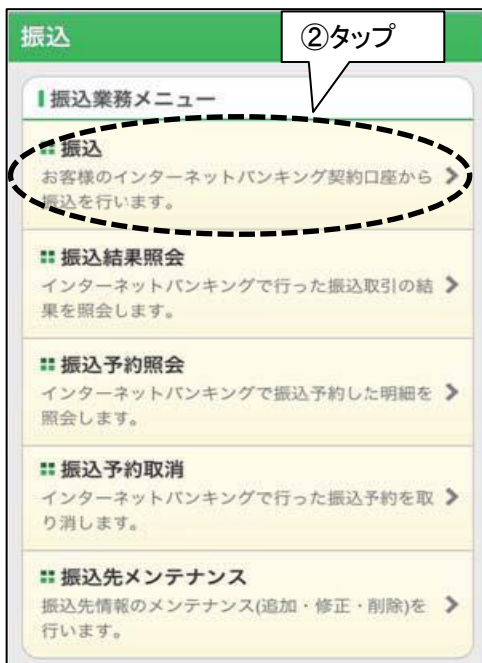 振込
②タップ
振込業務メニュー
振込
お客様のインターネットバンキング契約口座から
振込を行います。
振込結果照会
インターネットバンキングで行った振込取引の結
果を照会します。
振込予約照会
インターネットバンキングで振込予約した明細を
照会します。
振込予約取消
インターネットバンキングで行った振込予約を取
り消します。
振込先メンテナンス
振込先情報のメンテナンス(追加・修正・削除)を
行います。